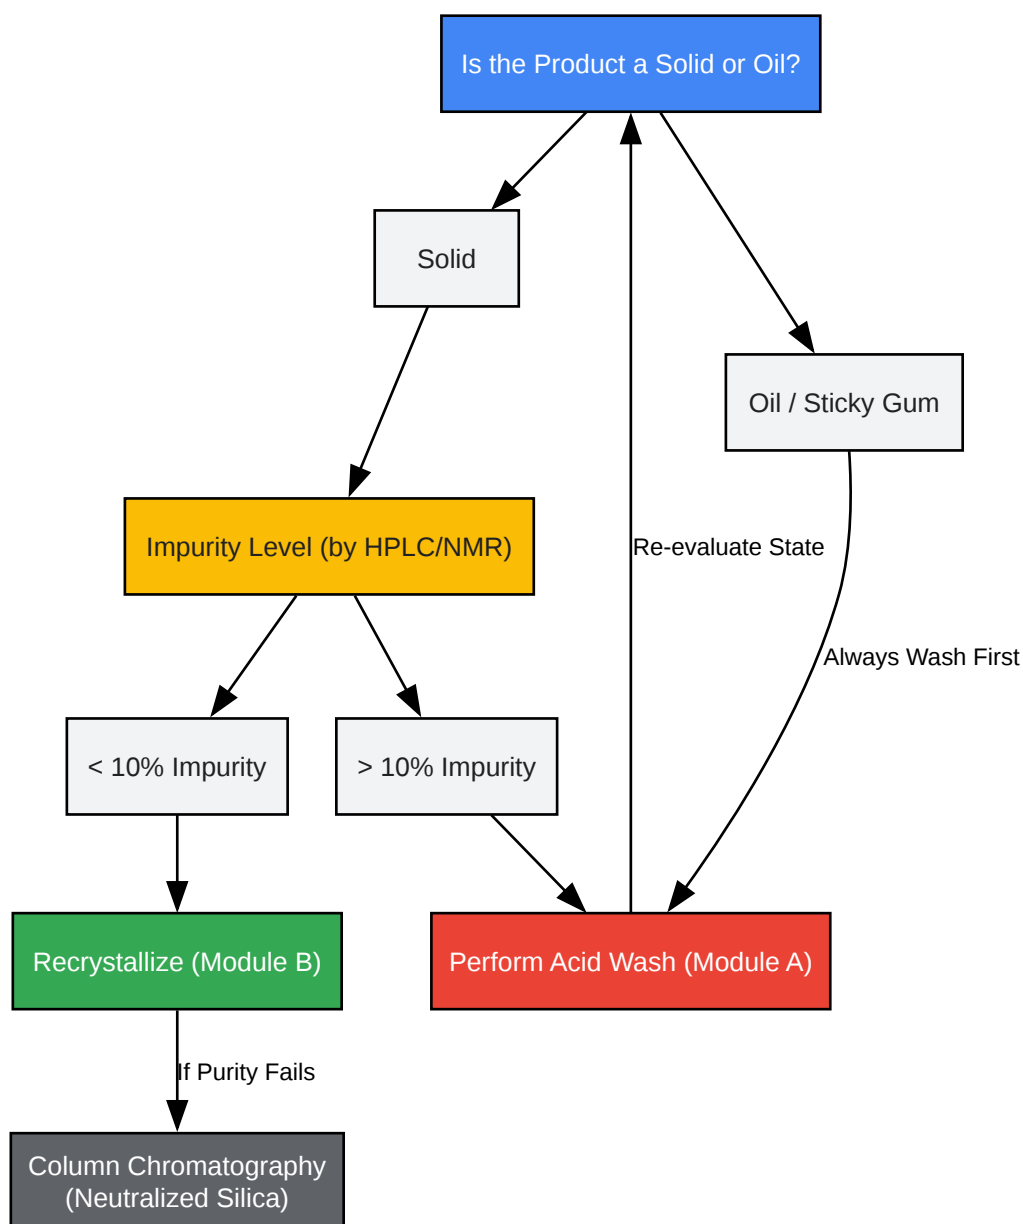 Is the Product a Solid or Oil?
Solid
Oil / Sticky Gum
Impurity Level (by HPLC/NMR)
Re-evaluate State
Always Wash First
< 10% Impurity
> 10% Impurity
Recrystallize (Module B)
Perform Acid Wash (Module A)
If Purity Fails
Column Chromatography
(Neutralized Silica)